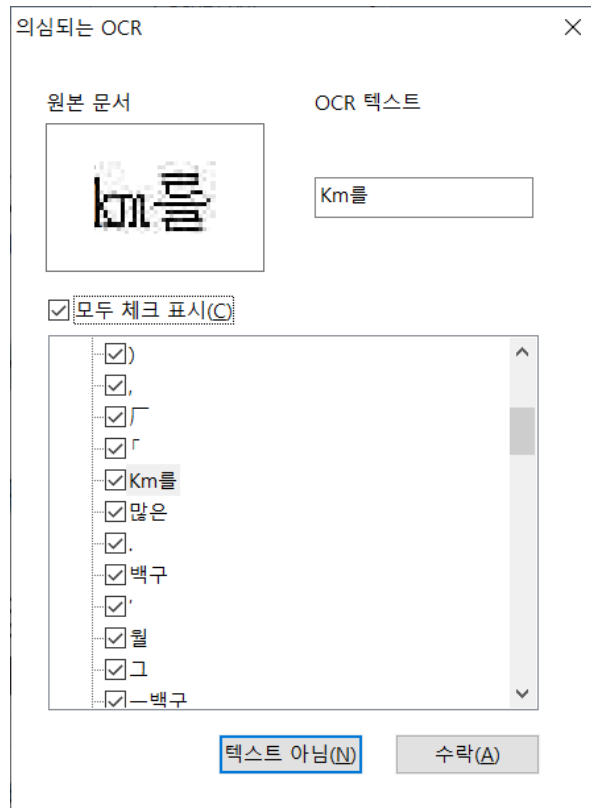 의심되는 OCR
원본 문서
OCR 텍스트
km를
Km를
모두 체크 표시(C)
)
,
厂
「
Km를
많은
.
백구
'
월
그
ㅡ백구
텍스트 아님(N)
수락(A)